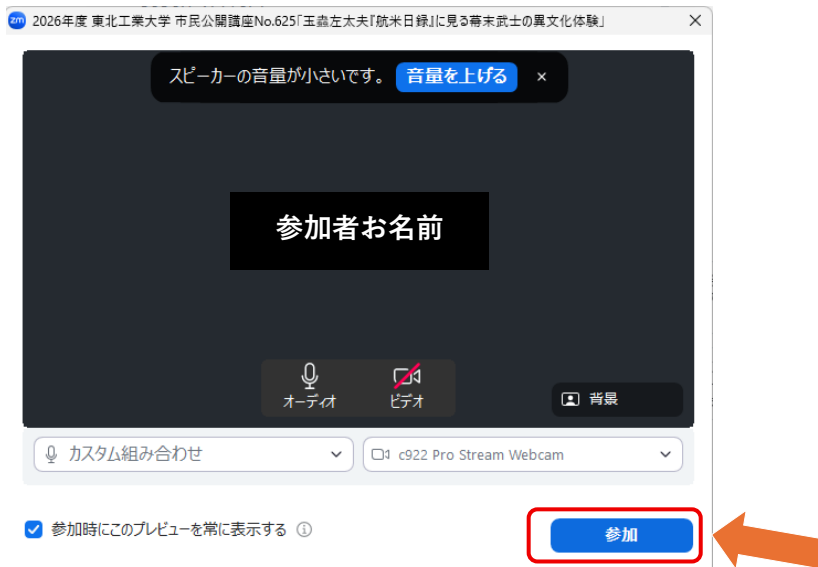 zm 2026年度 東北工業大学 市民公開講座No.625「玉蟲左太夫『航米日録』に見る幕末武士の異文化体験」
スピーカーの音量が小さいです。 音量を上げる ×
参加者お名前
オーディオ ビデオ
背景
カスタム組み合わせ c922 Pro Stream Webcam
参加時にこのプレビューを常に表示する
参加